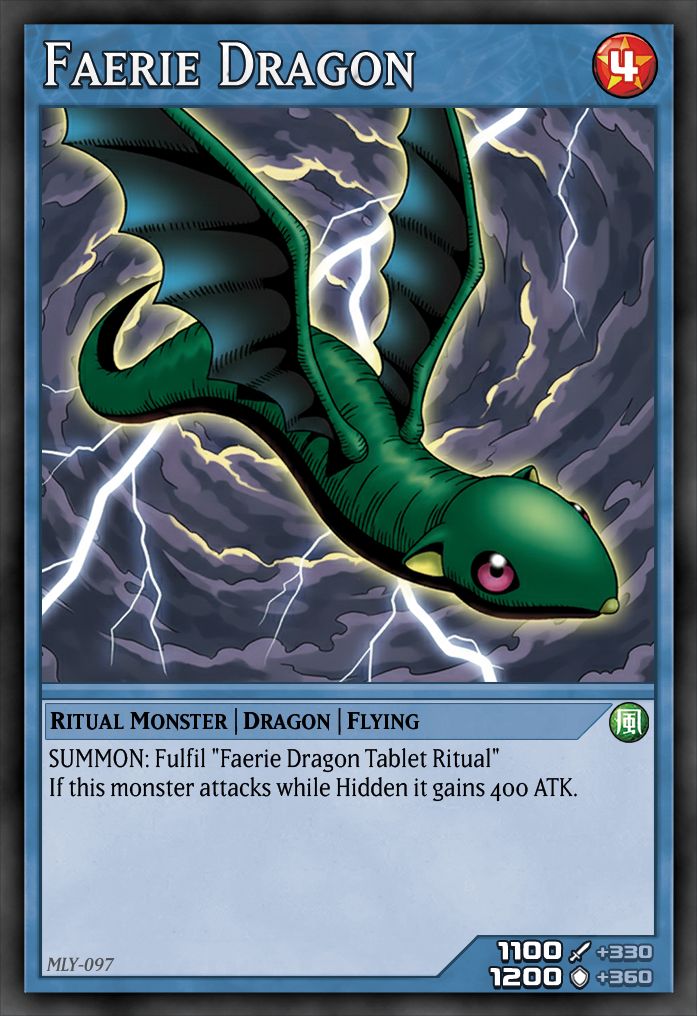 Faerie Dragon
4
Ritual Monster | Dragon | Flying
風
SUMMON: Fulfil "Faerie Dragon Tablet Ritual"
If this monster attacks while Hidden it gains 400 ATK.
MLY-097
1100 +330
1200 +360